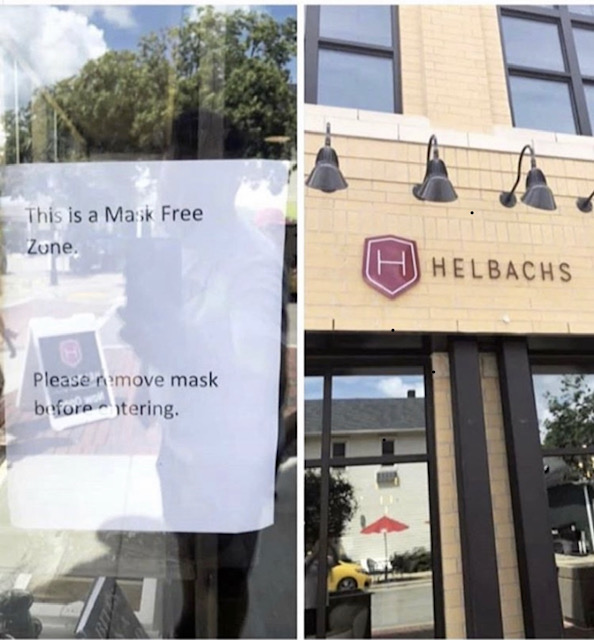 This is a Mask Free
Zone.
Please remove mask
before entering.
H
H HELBACHS